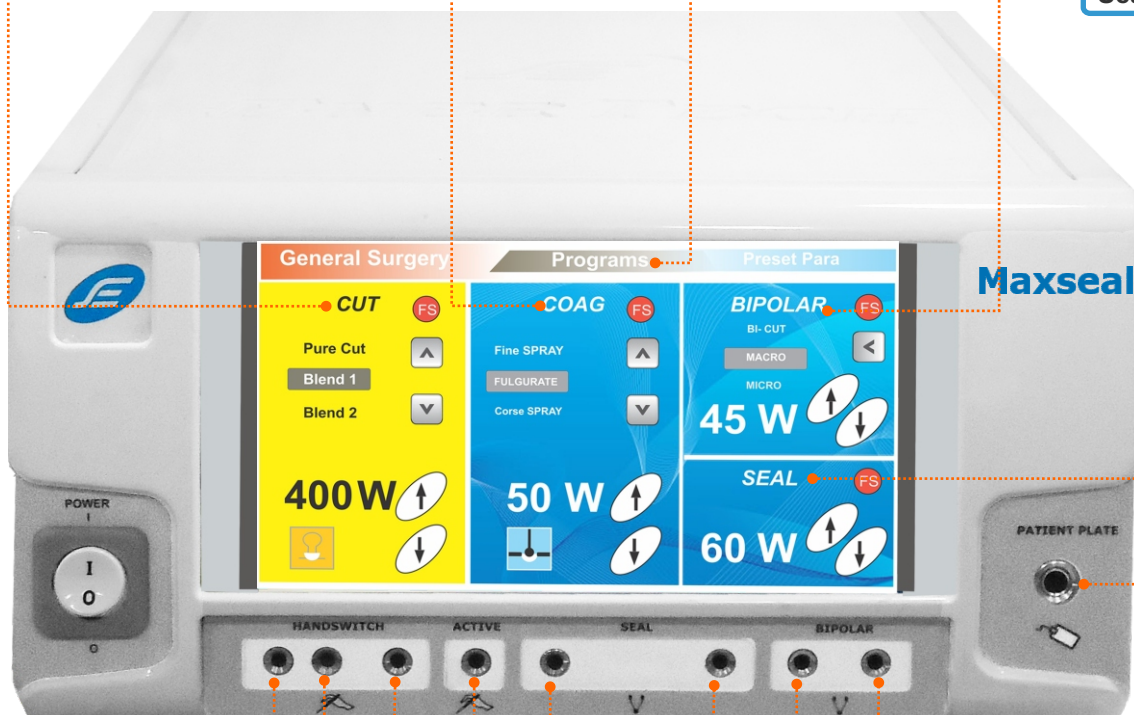 General Surgery
Programs
Preset Para
Maxseal
CUT
FS
Pure Cut
Blend 1
Blend 2
400 W
COAG
FS
Fine SPRAY
FULGURATE
Corse SPRAY
50 W
BIPOLAR
FS
BI- CUT
MACRO
MICRO
45 W
SEAL
FS
60 W
POWER
I
I
O
O
PATIENT PLATE
HANDSWITCH
ACTIVE
SEAL
BIPOLAR